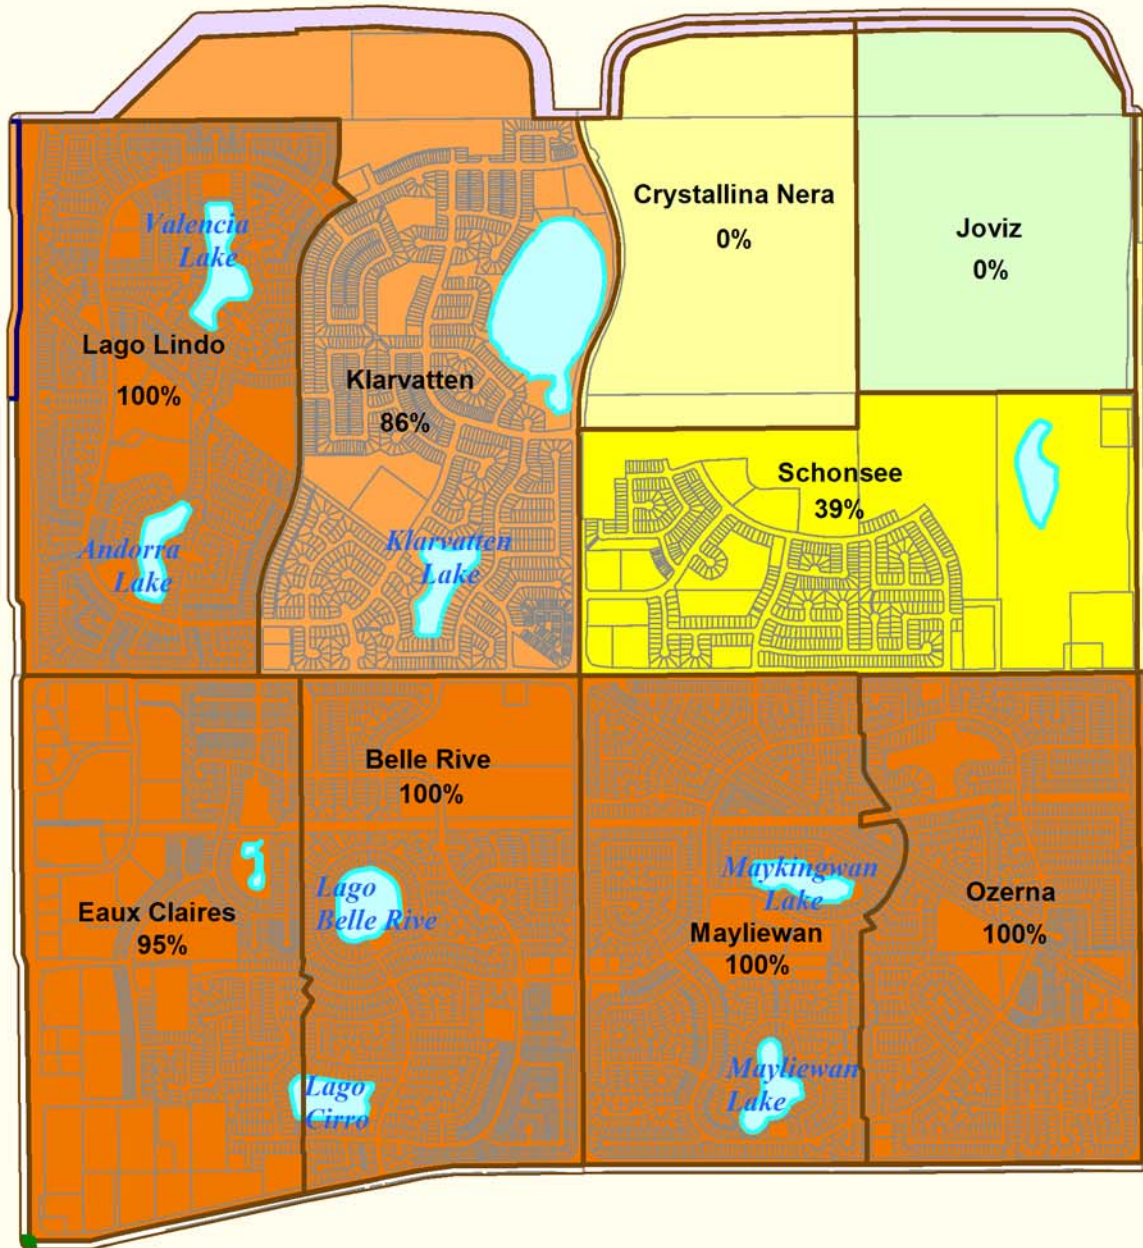 Crystallina Nera
0%
Joviz
0%
Valencia
Lake
Lago Lindo
100%
Klarvatten
86%
Schonsee
39%
Andorra
Lake
Klarvatten
Lake
Belle Rive
100%
Eaux Claires
95%
Lago
Belle Rive
Maykingwan
Lake
Mayliewan
100%
Ozerna
100%
Lago
Cirro
Mayliewan
Lake